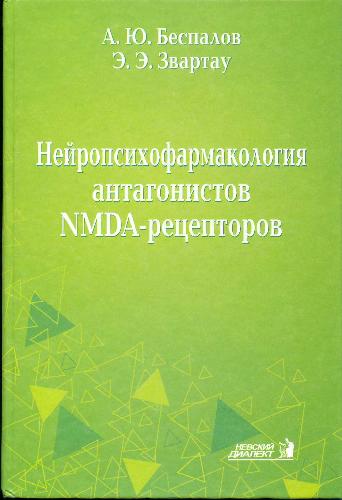 А. Ю. Беспалов
Э. Э. Звартау
Нейропсихофармакология
антагонистов
NMDA-рецепторов
НЕВСКИЙ
ДИАЛЕКТ